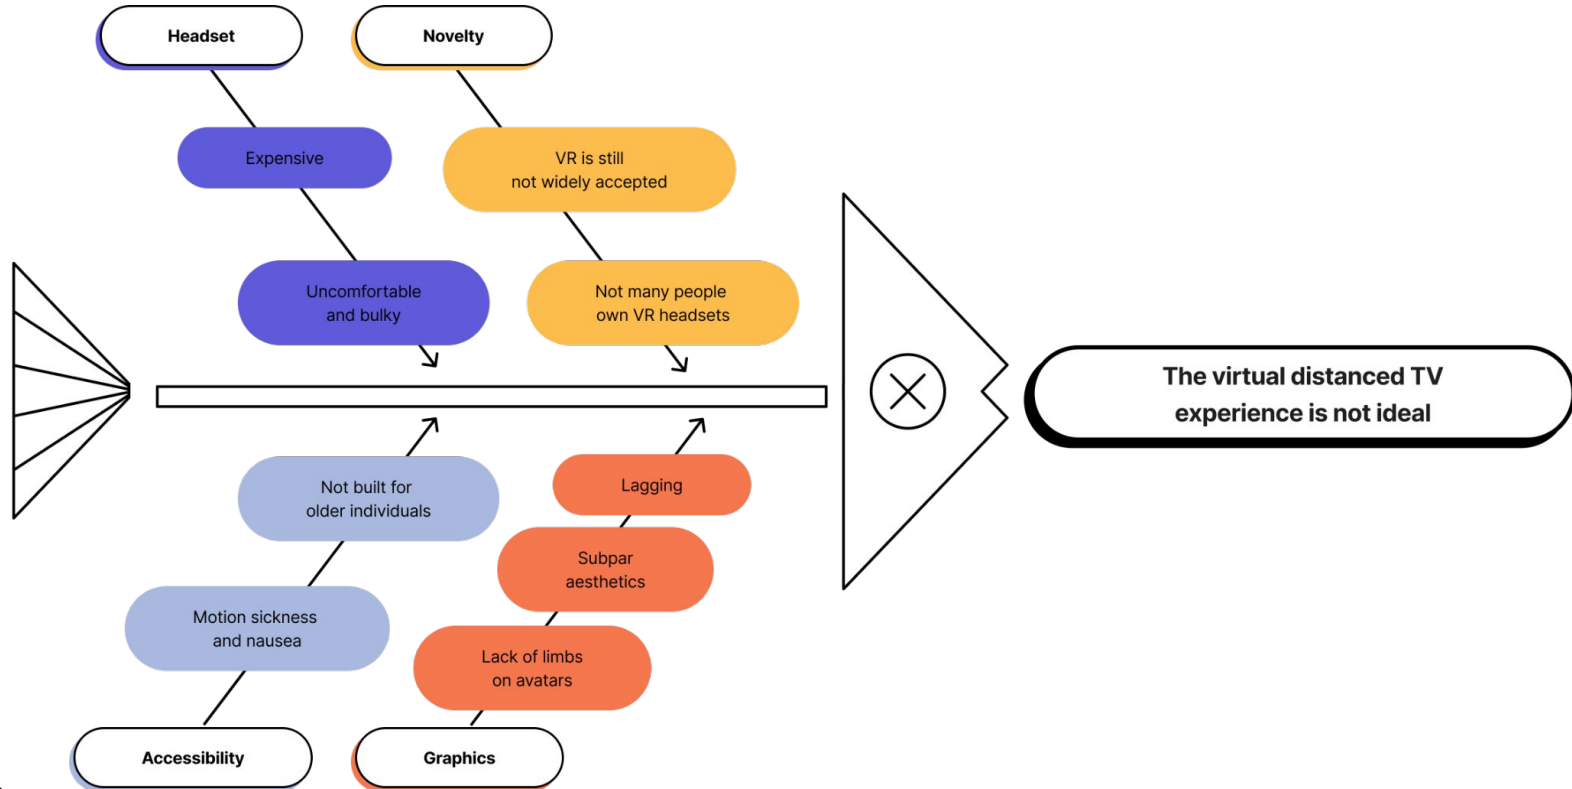 Headset
Novelty
Expensive
VR is still
not widely accepted
Uncomfortable
and bulky
Not many people
own VR headsets
The virtual distanced TV
experience is not ideal
Not built for
older individuals
Lagging
Subpar
aesthetics
Motion sickness
and nausea
Lack of limbs
on avatars
Accessibility
Graphics